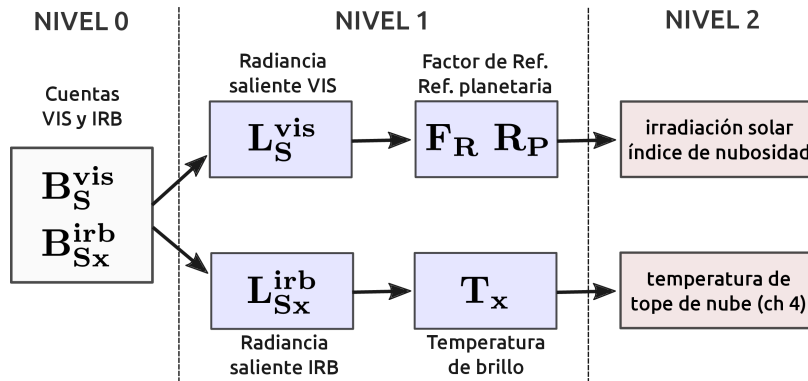 NIVEL 0
NIVEL 1
NIVEL 2
Cuentas
VIS y IRB
B_S^vis
B_Sx^irb
Radiancia
saliente VIS
L_S^vis
Factor de Ref.
Ref. planetaria
F_R R_P
irradiación solar
índice de nubosidad
L_Sx^irb
Radiancia
saliente IRB
T_x
Temperatura
de brillo
temperatura de
tope de nube (ch 4)